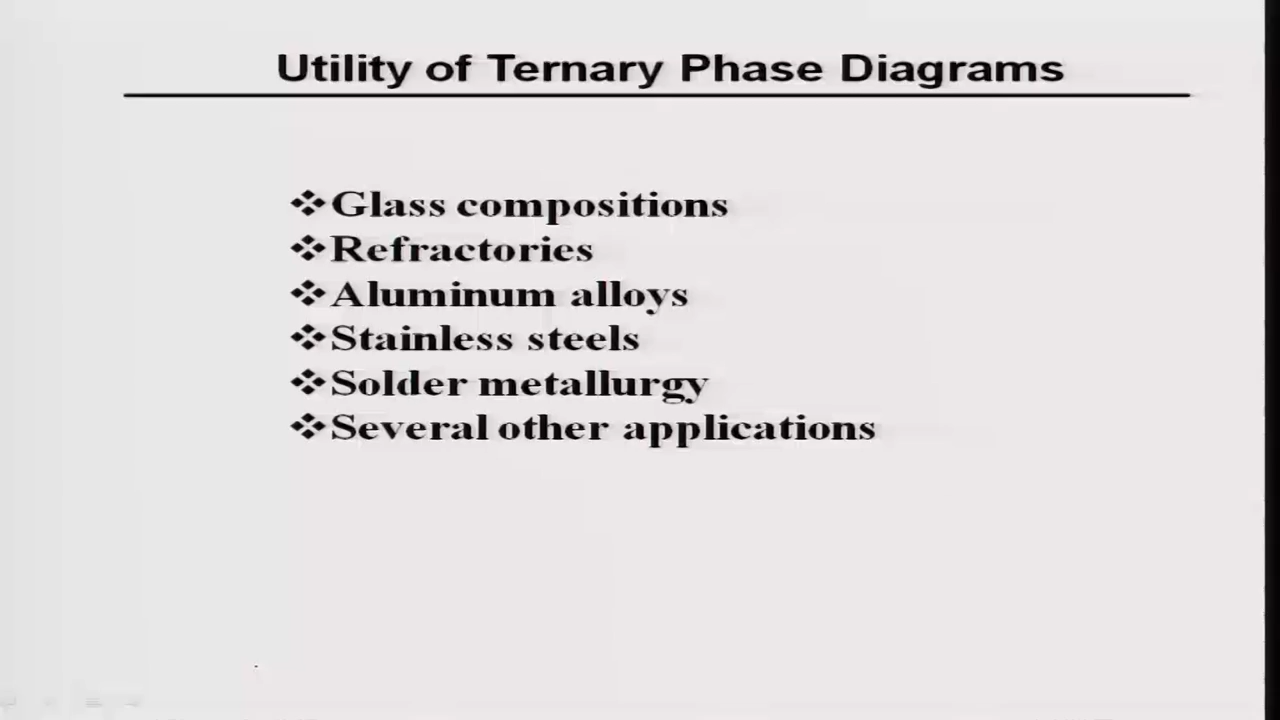 Utility of Ternary Phase Diagrams
❖Glass compositions
❖Refractories
❖Aluminum alloys
❖Stainless steels
❖Solder metallurgy
❖Several other applications